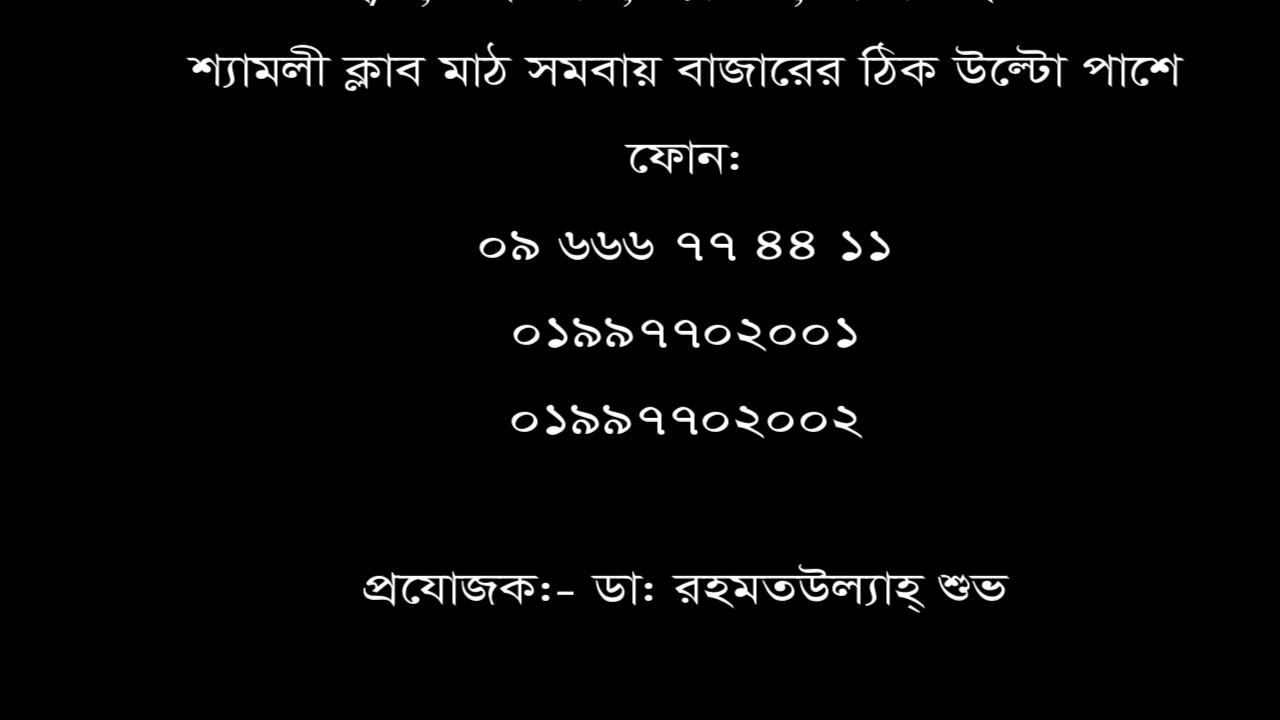 শ্যামলী ক্লাব মাঠ সমবায় বাজারের ঠিক উল্টো পাশে
ফোন:
০৯ ৬৬৬ ৭৭ ৪৪ ১১
০১৯৯৭৭০২০০১
০১৯৯৭৭০২০০২
প্রযোজক:- ডা: রহমতউল্যাহ্ শুভ